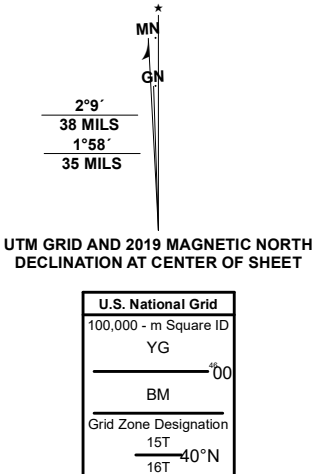 MN
GN
2°9´
38 MILS
1°58´
35 MILS
UTM GRID AND 2019 MAGNETIC NORTH
DECLINATION AT CENTER OF SHEET
U.S. National Grid
100,000 - m Square ID
YG
4600
BM
Grid Zone Designation
15T
40°N
16T